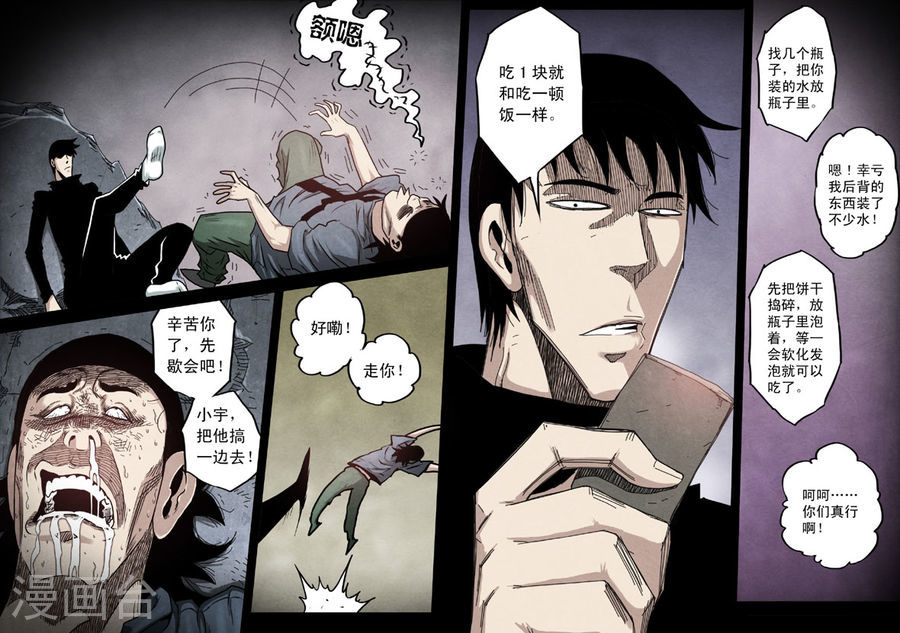 额嗯
辛苦你
了，先
歇会吧！
小宇，
把他搞
一边去！
好嘞！
走你！
吃1块就
和吃一顿
饭一样。
找几个瓶
子，把你
装的水放
瓶子里。
嗯！幸亏
我后背的
东西装了
不少水！
先把饼干
捣碎，放
瓶子里泡
着，等一
会软化发
泡就可以
吃了。
呵呵……
你们真行
啊！
漫画台